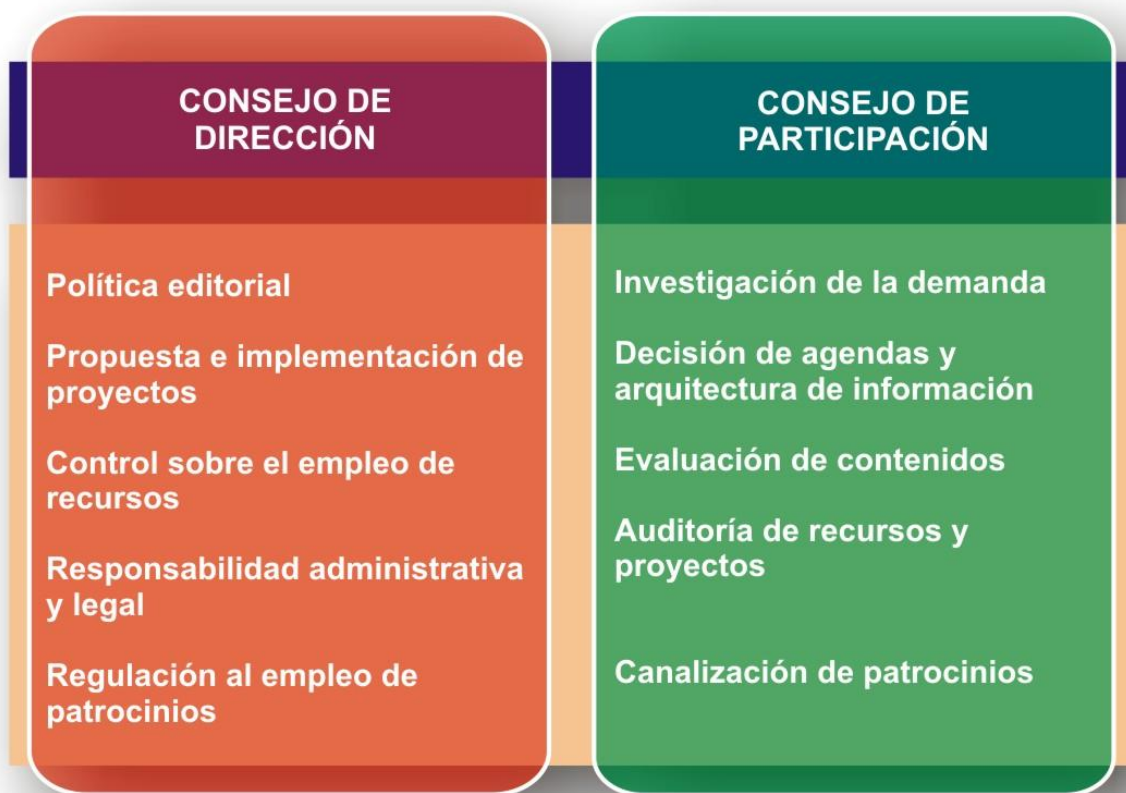 CONSEJO DE
DIRECCIÓN
Política editorial
Propuesta e implementación de
proyectos
Control sobre el empleo de
recursos
Responsabilidad administrativa
y legal
Regulación al empleo de
patrocinios
CONSEJO DE
PARTICIPACIÓN
Investigación de la demanda
Decisión de agendas y
arquitectura de información
Evaluación de contenidos
Auditoría de recursos y
proyectos
Canalización de patrocinios